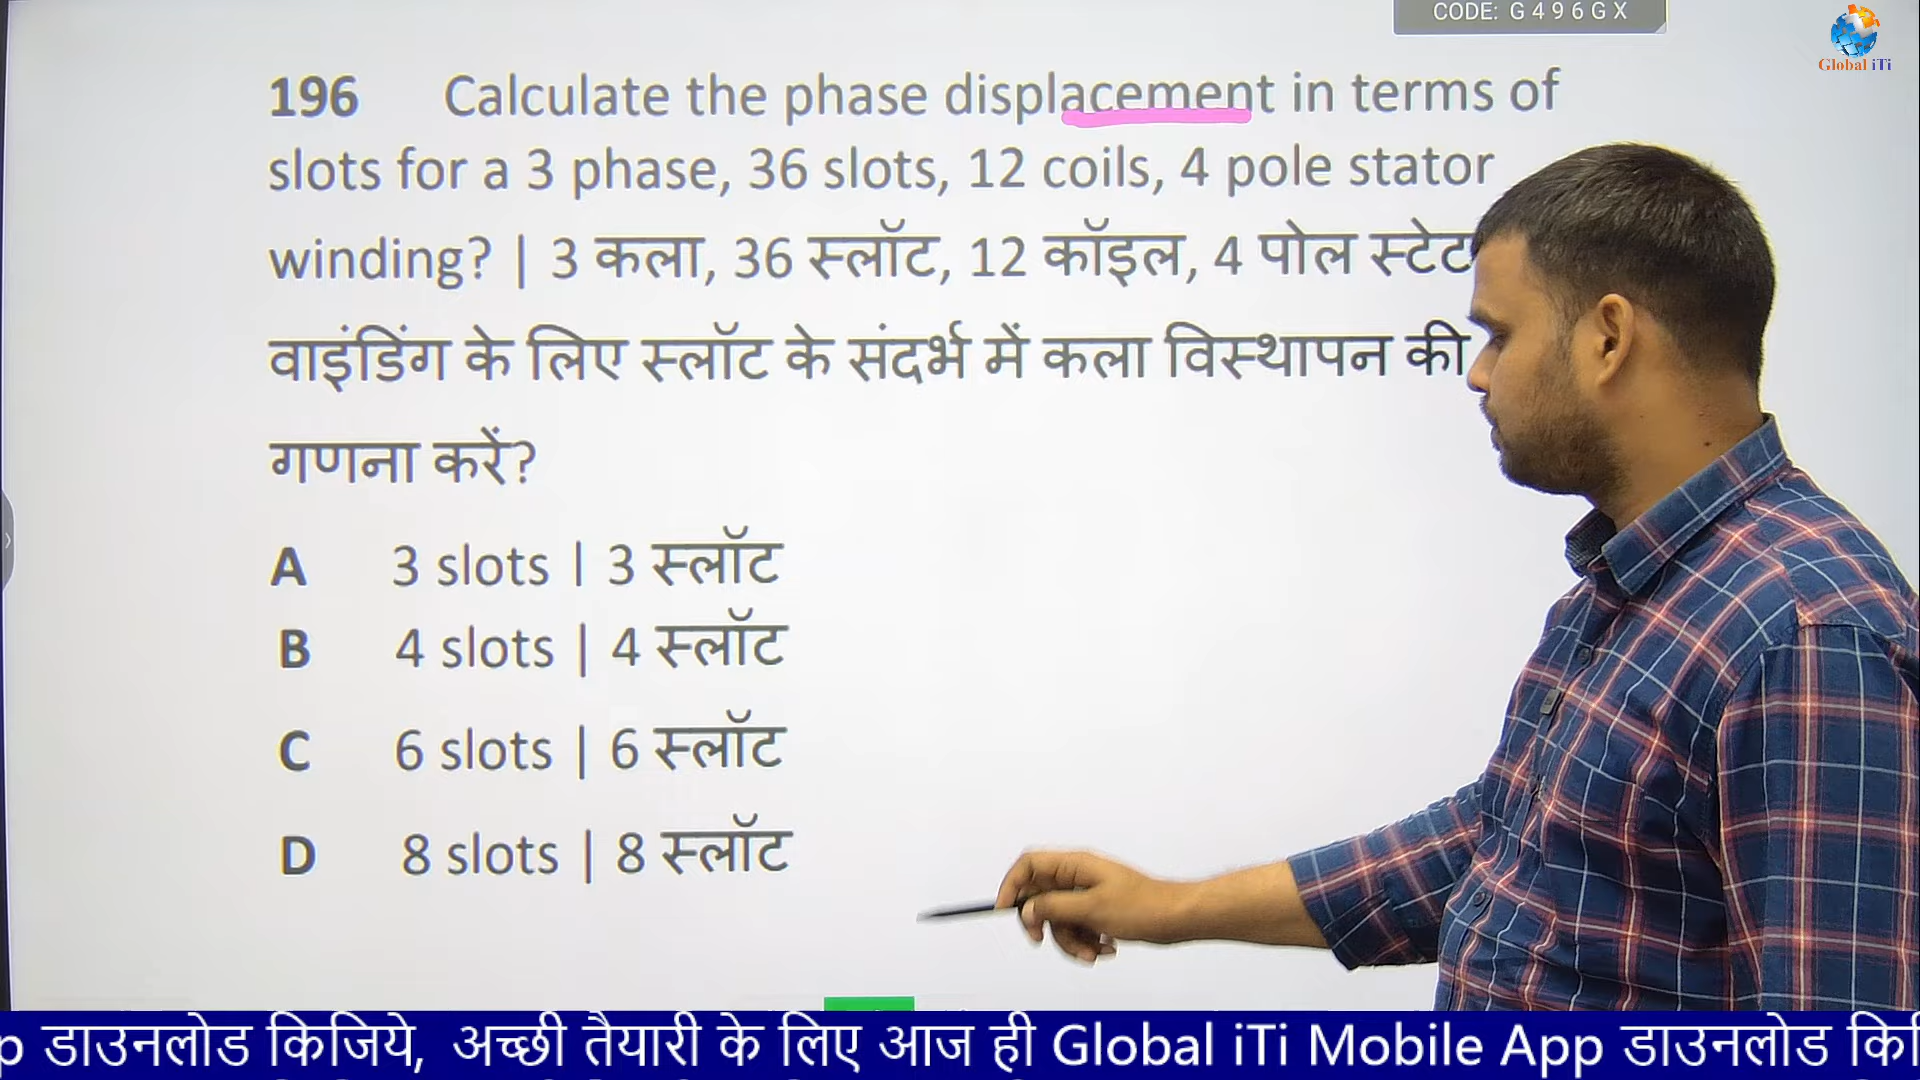 CODE: G496GX
Global iTi
196 Calculate the phase displacement in terms of
slots for a 3 phase, 36 slots, 12 coils, 4 pole stator
winding? | 3 कला, 36 स्लॉट, 12 कॉइल, 4 पोल स्टेट
वाइंडिंग के लिए स्लॉट के संदर्भ में कला विस्थापन की
गणना करें?
A 3 slots | 3 स्लॉट
B 4 slots | 4 स्लॉट
C 6 slots | 6 स्लॉट
D 8 slots | 8 स्लॉट
p डाउनलोड किजिये, अच्छी तैयारी के लिए आज ही Global iTi Mobile App डाउनलोड कि